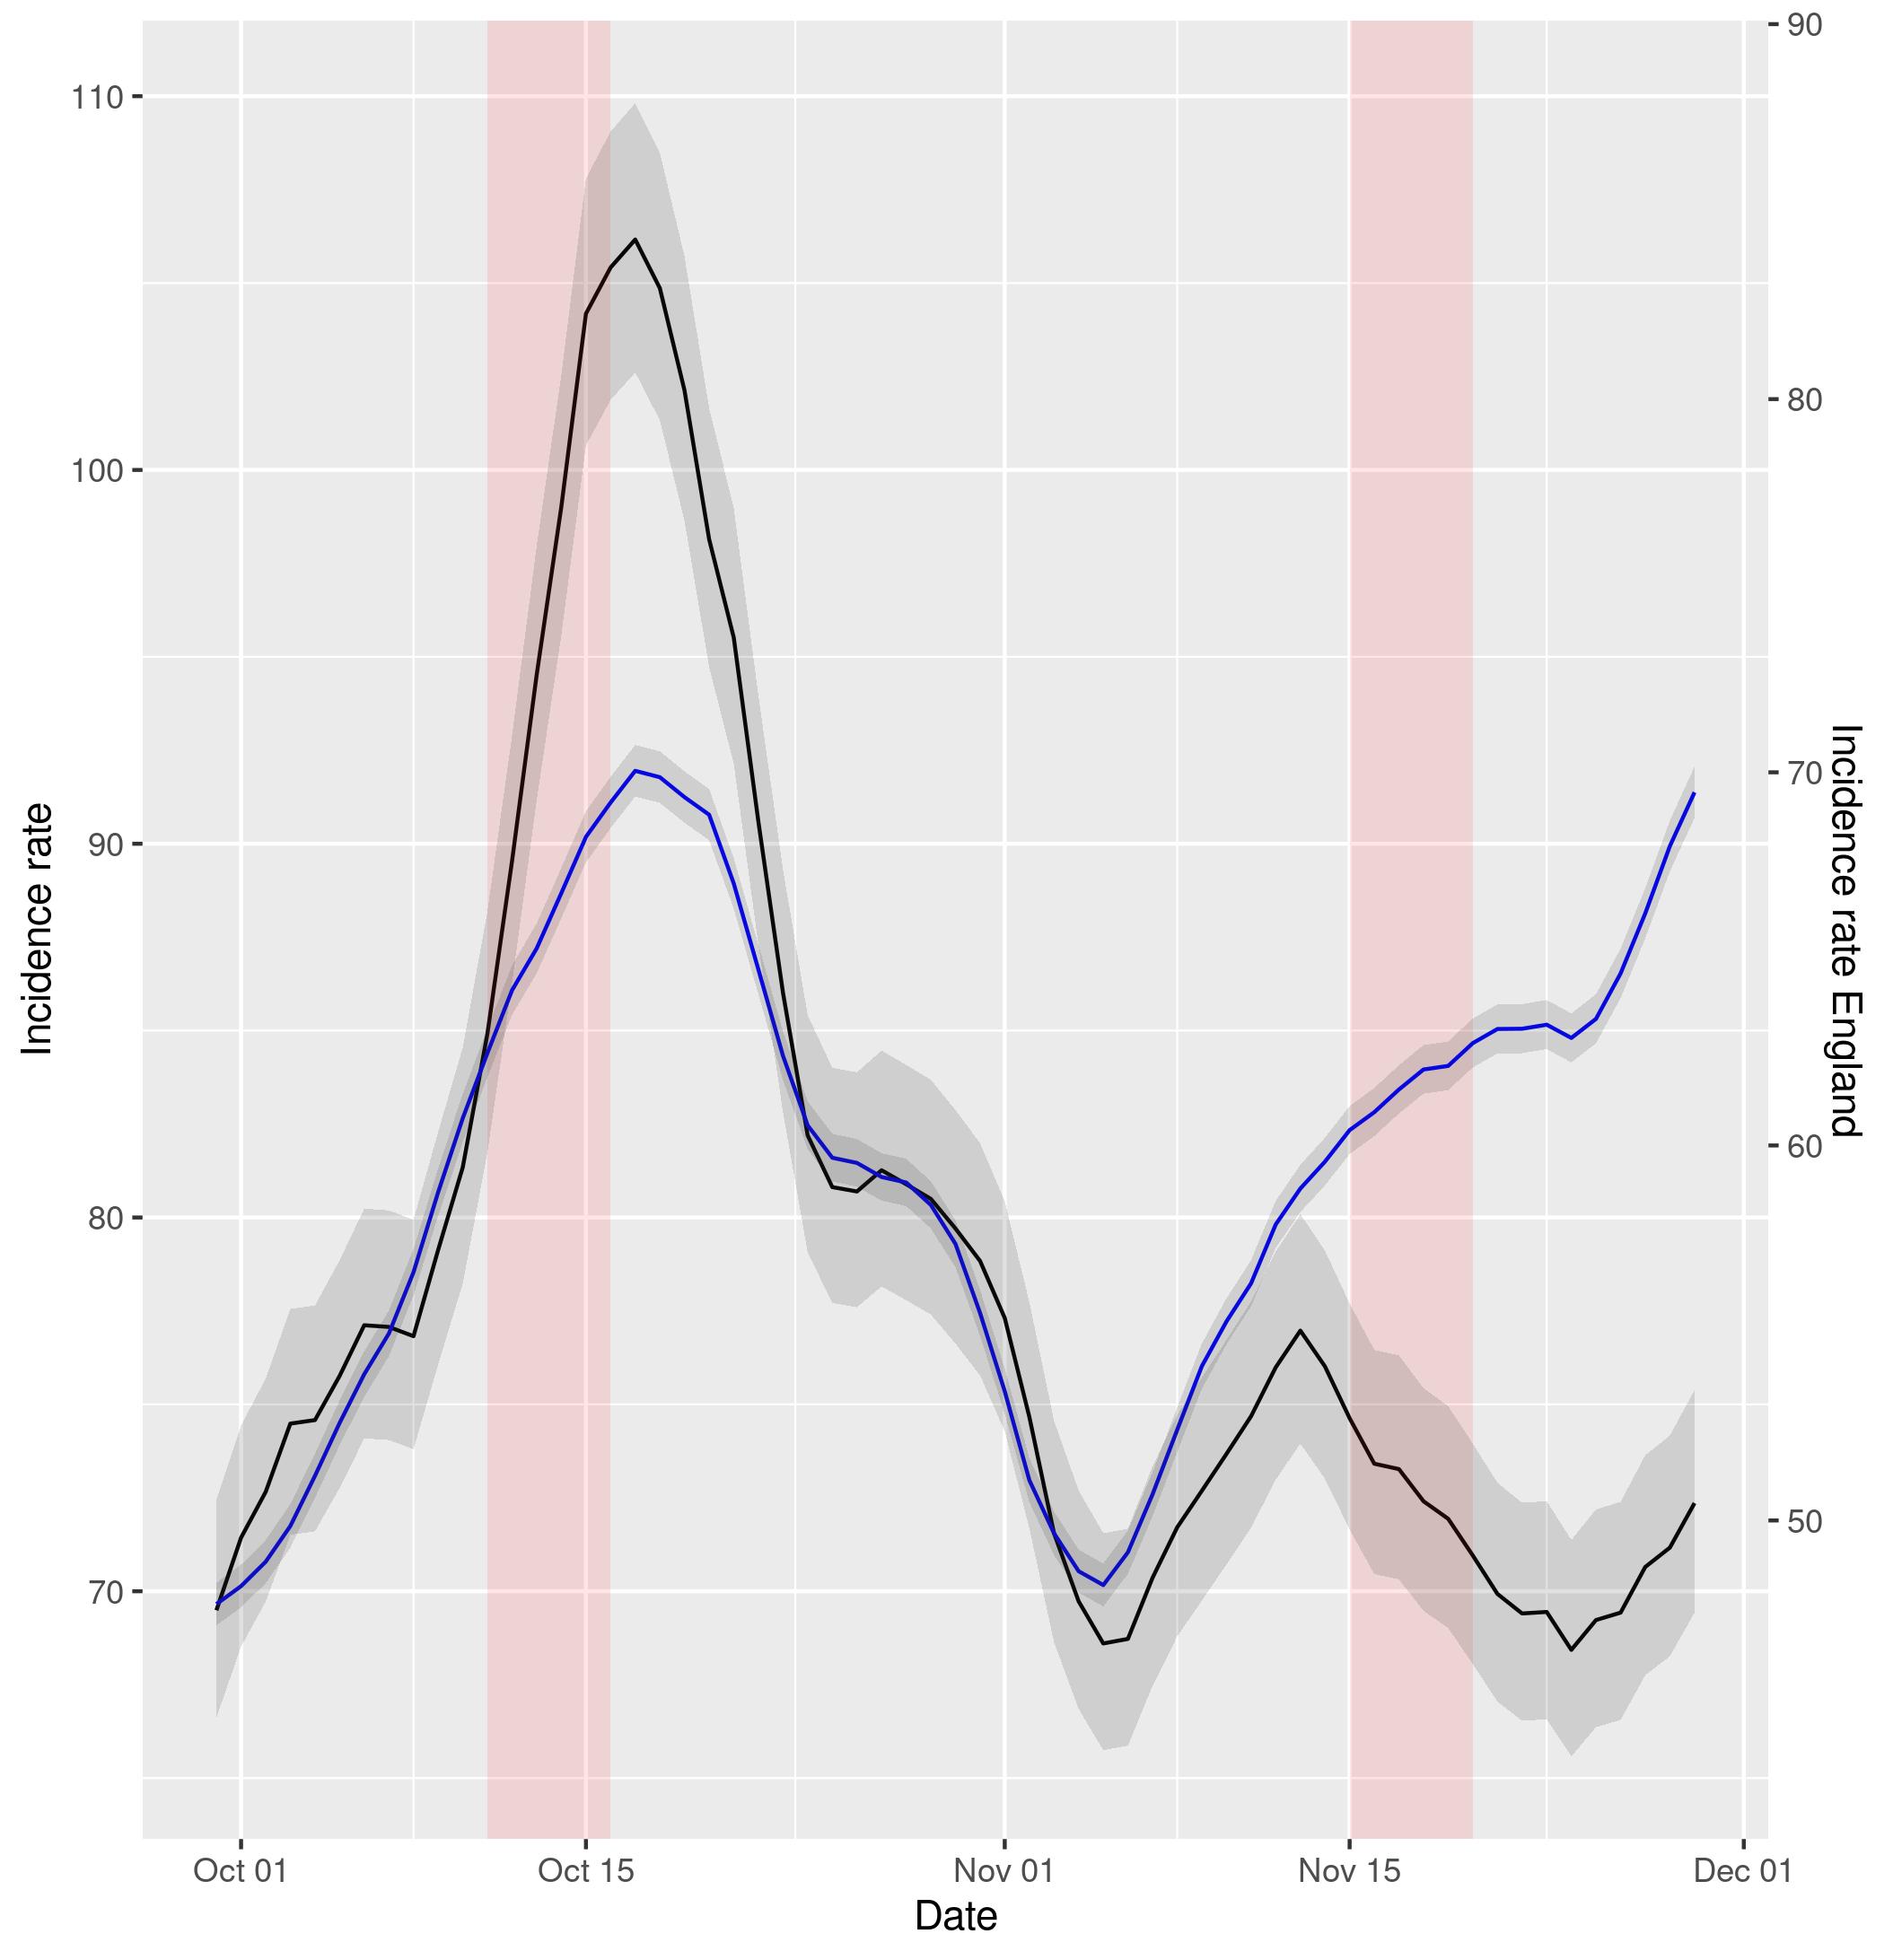 110
100
90
80
70
Incidence rate
90
80
70
60
50
Incidence rate England
Oct 01
Oct 15
Nov 01
Nov 15
Dec 01
Date